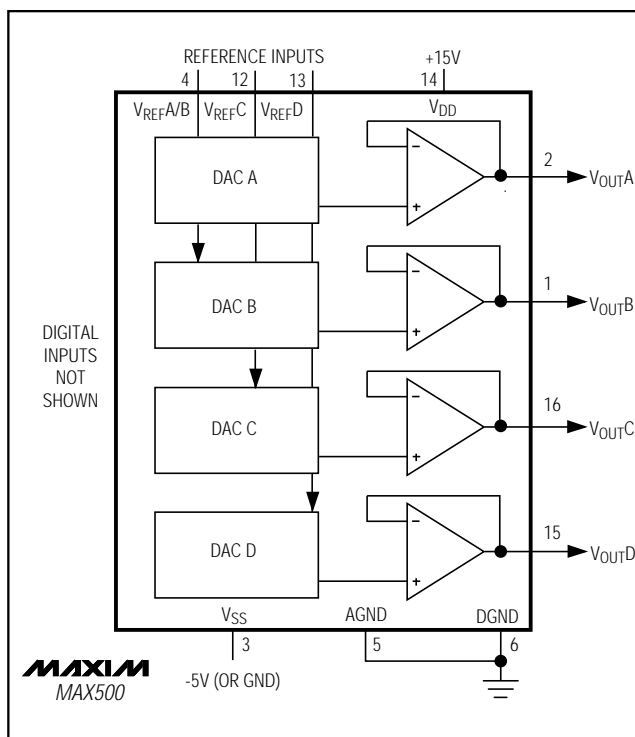 REFERENCE INPUTS
4 12 13
+15V
14
VREFA/B VREFC VREFD
VDD
DAC A
−
+
2
VOUTA
DAC B
−
+
1
VOUTB
DIGITAL
INPUTS
NOT
SHOWN
DAC C
−
+
16
VOUTC
DAC D
−
+
15
VOUTD
VSS
AGND
DGND
3
5
6
-5V (OR GND)
MAXIM
MAX500